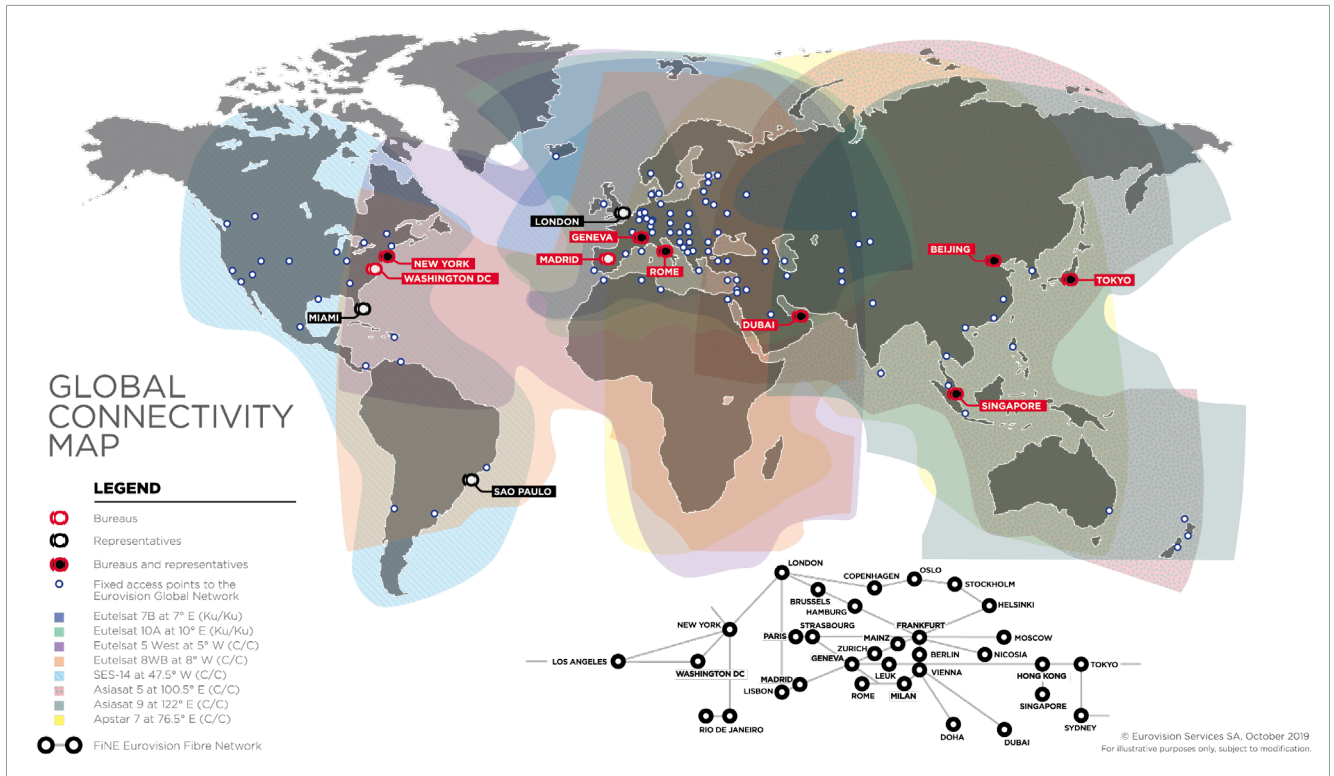 LONDON
GENEVA
MADRID
ROME
NEW YORK
WASHINGTON DC
MIAMI
BEIJING
TOKYO
DUBAI
SINGAPORE
SAO PAULO
GLOBAL
CONNECTIVITY
MAP
LEGEND
Bureaus
Representatives
Bureaus and representatives
Fixed access points to the
Eurovision Global Network
Eutelsat 7B at 7° E (Ku/Ku)
Eutelsat 10A at 10° E (Ku/Ku)
Eutelsat 5 West at 5° W (C/C)
Eutelsat 8WB at 8° W (C/C)
SES-14 at 47.5° W (C/C)
Asiasat 5 at 100.5° E (C/C)
Asiasat 9 at 122° E (C/C)
Apstar 7 at 76.5° E (C/C)
FiNE Eurovision Fibre Network
LONDON
COPENHAGEN
OSLO
STOCKHOLM
BRUSSELS
HAMBURG
HELSINKI
NEW YORK
PARIS
STRASBOURG
MAINZ
FRANKFURT
MOSCOW
ZURICH
BERLIN
NICOSIA
LOS ANGELES
WASHINGTON DC
GENEVA
LEUK
VIENNA
HONG KONG
TOKYO
MADRID
LISBON
ROME
MILAN
SINGAPORE
RIO DE JANEIRO
DOHA
DUBAI
SYDNEY
© Eurovision Services SA, October 2019
For illustrative purposes only, subject to modification.